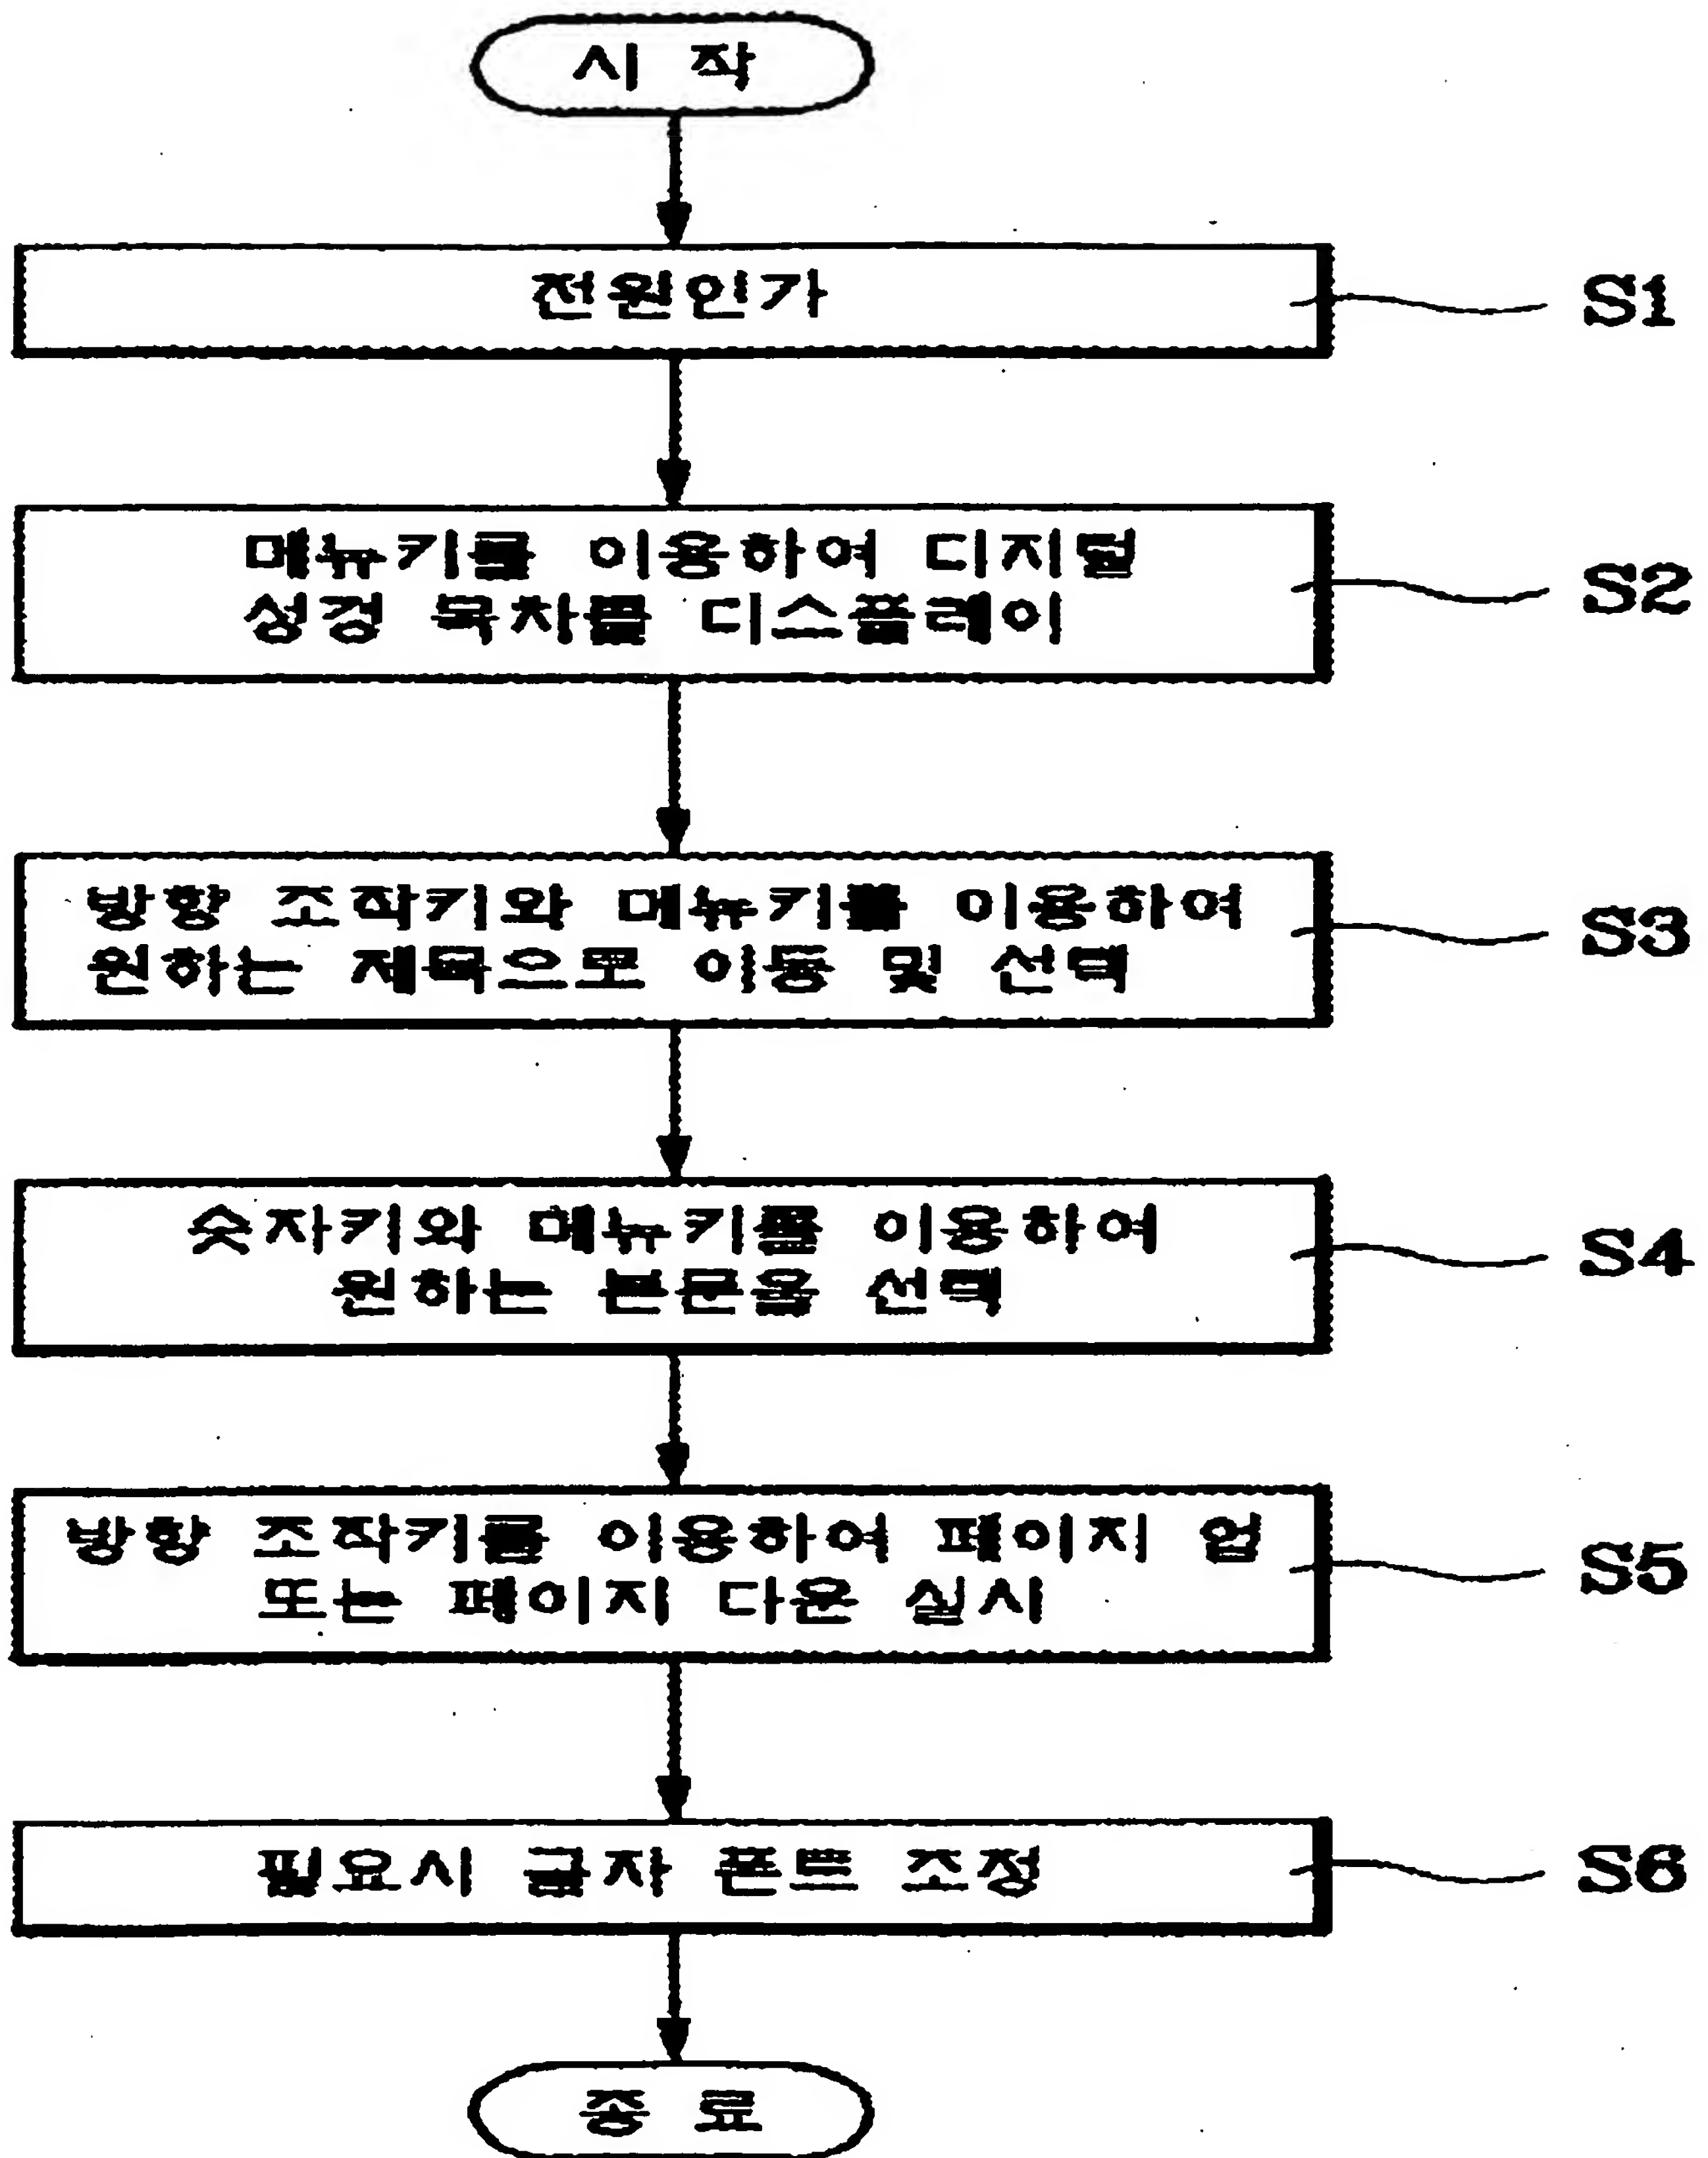 시 작
전원인가
S1
메뉴키를 이용하여 디지털
성경 목차를 디스플레이
S2
방향 조작키와 메뉴키를 이용하여
원하는 제목으로 이동 및 선택
S3
숫자키와 메뉴키를 이용하여
원하는 본문을 선택
S4
방향 조작키를 이용하여 페이지 업
또는 페이지 다운 실시
S5
필요시 글자 폰트 조정
S6
종 료